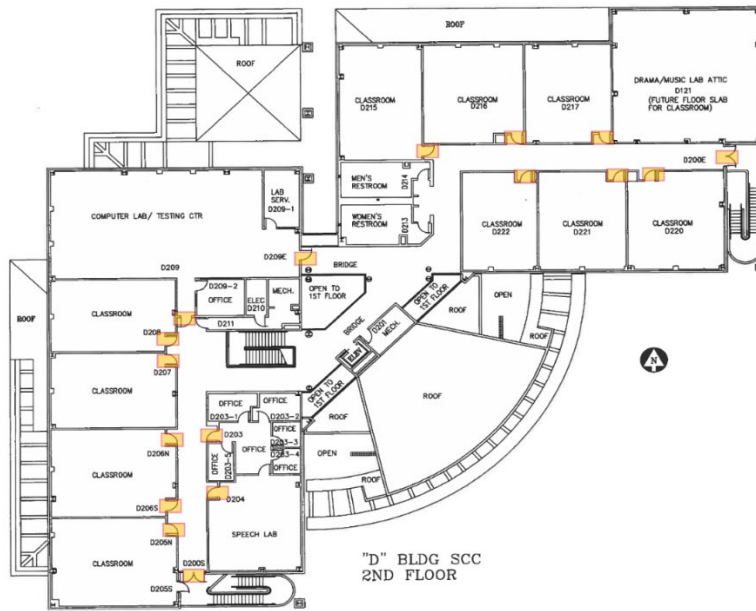 ROOF
ROOF
CLASSROOM
D215
CLASSROOM
D216
CLASSROOM
D217
DRAMA/MUSIC LAB ATTIC
D121
(FUTURE FLOOR SLAB
FOR CLASSROOM)
D200E
MEN'S
RESTROOM
D214
WOMEN'S
RESTROOM
D213
CLASSROOM
D222
CLASSROOM
D221
CLASSROOM
D220
COMPUTER LAB/ TESTING CTR
LAB
SERV.
D209-1
D209
D209E
BRIDGE
D209-2
OFFICE
ELEC
D210
MECH.
OPEN TO
1ST FLOOR
D211
ROOF
CLASSROOM
D208
D207
CLASSROOM
BRIDGE
D201
MECH.
ELEV
OPEN TO
1ST FLOOR
ROOF
OPEN
ROOF
N
OPEN TO
1ST FLOOR
ROOF
ROOF
OFFICE
OFFICE
D203-1
D203-2
D203
OFFICE
D203-3
D203-4
OFFICE
OFFICE
D203-5
OFFICE
OPEN
ROOF
D206N
CLASSROOM
D206S
D204
SPEECH LAB
D205N
CLASSROOM
D200S
D205S
"D" BLDG SCC
2ND FLOOR